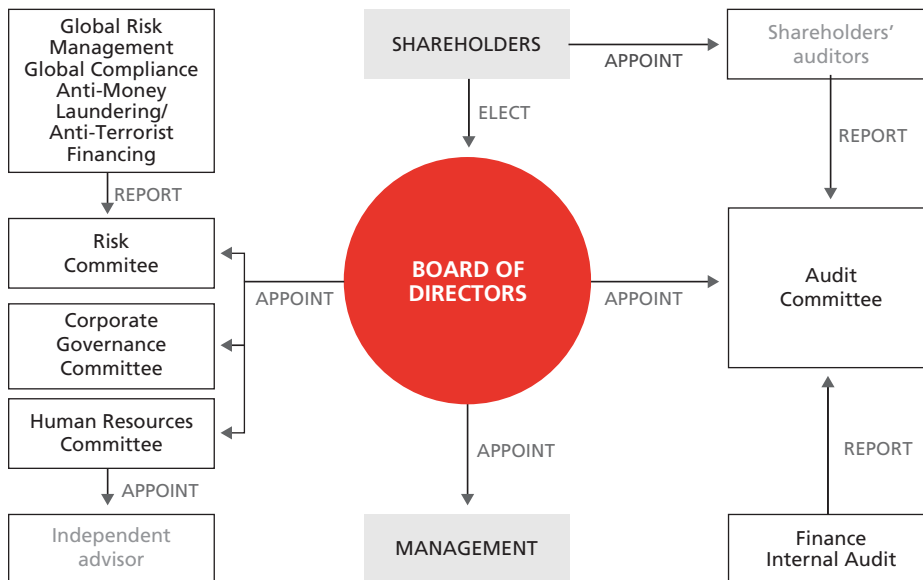 Global Risk
Management
Global Compliance
Anti-Money
Laundering/
Anti-Terrorist
Financing
REPORT
Risk
Commitee
Corporate
Governance
Committee
Human Resources
Committee
APPOINT
Independent
advisor
APPOINT
SHAREHOLDERS
ELECT
BOARD OF
DIRECTORS
APPOINT
MANAGEMENT
APPOINT
Shareholders’
auditors
REPORT
APPOINT
Audit
Committee
REPORT
Finance
Internal Audit